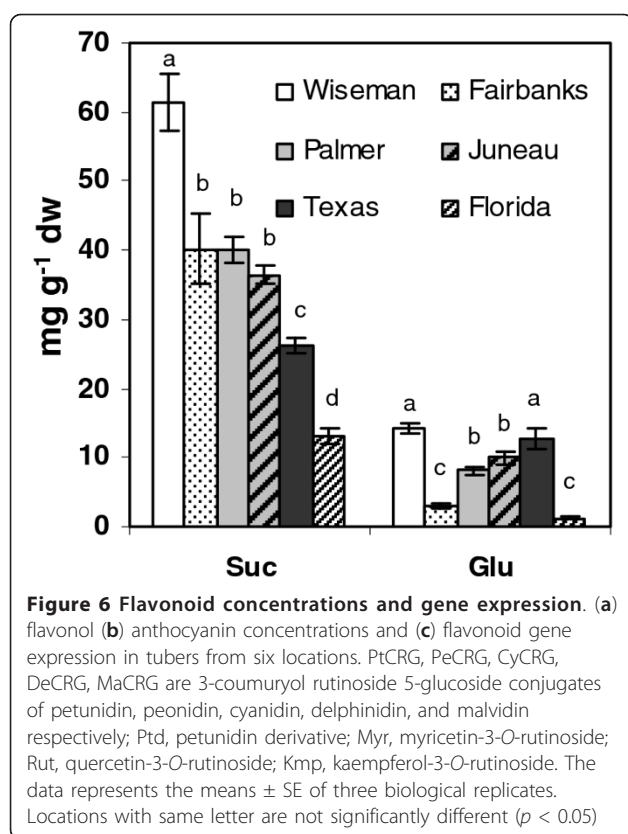 70
60
50
40
30
20
10
0
mg g⁻¹ dw
Wiseman Fairbanks
Palmer Juneau
Texas Florida
a
b
b
b
c
d
a
c
b
b
a
c
Suc Glu
Figure 6 Flavonoid concentrations and gene expression. (a)
flavonol (b) anthocyanin concentrations and (c) flavonoid gene
expression in tubers from six locations. PtCRG, PeCRG, CyCRG,
DeCRG, MaCRG are 3-coumuryol rutinoside 5-glucoside conjugates
of petunidin, peonidin, cyanidin, delphinidin, and malvidin
respectively; Ptd, petunidin derivative; Myr, myricetin-3-O-rutinoside;
Rut, quercetin-3-O-rutinoside; Kmp, kaempferol-3-O-rutinoside. The
data represents the means ± SE of three biological replicates.
Locations with same letter are not significantly different (p < 0.05)